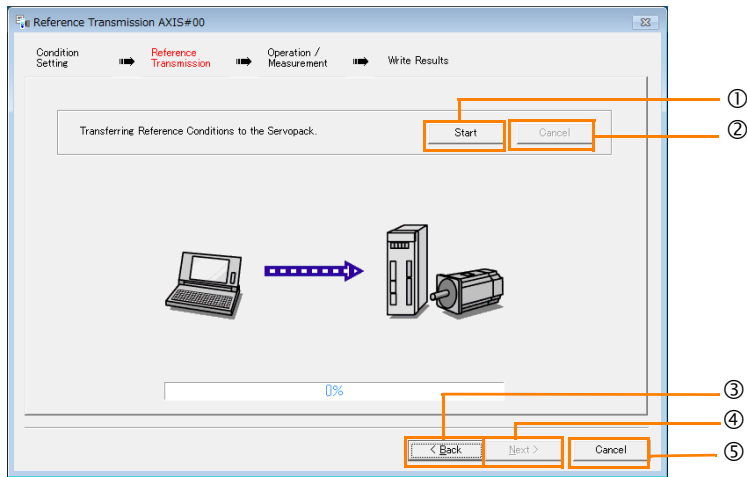 Reference Transmission AXIS#00
Condition Setting
Reference Transmission
Operation / Measurement
Write Results
①
Transferring Reference Conditions to the Servopack.
Start
Cancel
②
0%
③
④
< Back
Next >
Cancel
⑤